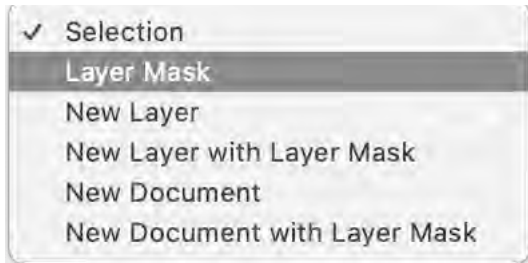 ✓ Selection
Layer Mask
New Layer
New Layer with Layer Mask
New Document
New Document with Layer Mask